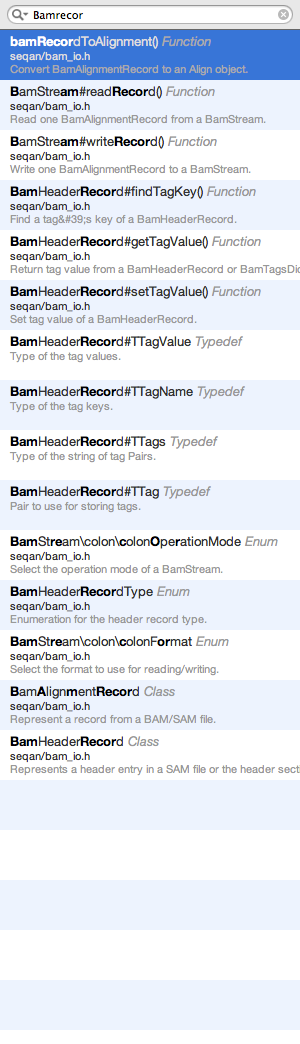 Bamrecor
bamRecordToAlignment() Function
seqan/bam_io.h
Convert BamAlignmentRecord to an Align object.
BamStream#readRecord() Function
seqan/bam_io.h
Read one BamAlignmentRecord from a BamStream.
BamStream#writeRecord() Function
seqan/bam_io.h
Write one BamAlignmentRecord to a BamStream.
BamHeaderRecord#findTagKey() Function
seqan/bam_io.h
Find a tag&#39;s key of a BamHeaderRecord.
BamHeaderRecord#getTagValue() Function
seqan/bam_io.h
Return tag value from a BamHeaderRecord or BamTagsDic
BamHeaderRecord#setTagValue() Function
seqan/bam_io.h
Set tag value of a BamHeaderRecord.
BamHeaderRecord#TTagValue Typedef
Type of the tag values.
BamHeaderRecord#TTagName Typedef
Type of the tag keys.
BamHeaderRecord#TTags Typedef
Type of the string of tag Pairs.
BamHeaderRecord#TTag Typedef
Pair to use for storing tags.
BamStream\colon\colonOperationMode Enum
seqan/bam_io.h
Select the operation mode of a BamStream.
BamHeaderRecordType Enum
seqan/bam_io.h
Enumeration for the header record type.
BamStream\colon\colonFormat Enum
seqan/bam_io.h
Select the format to use for reading/writing.
BamAlignmentRecord Class
seqan/bam_io.h
Represent a record from a BAM/SAM file.
BamHeaderRecord Class
seqan/bam_io.h
Represents a header entry in a SAM file or the header secti